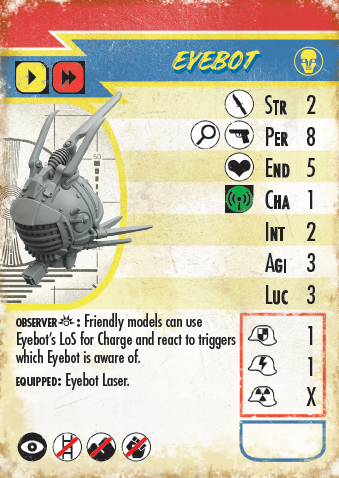 EYEBOT
STR 2
PER 8
END 5
CHA 1
INT 2
AGI 3
LUC 3
50
OBSERVER: Friendly models can use
Eyebot's LoS for Charge and react to triggers
which Eyebot is aware of.
EQUIPPED: Eyebot Laser.
1
1
X